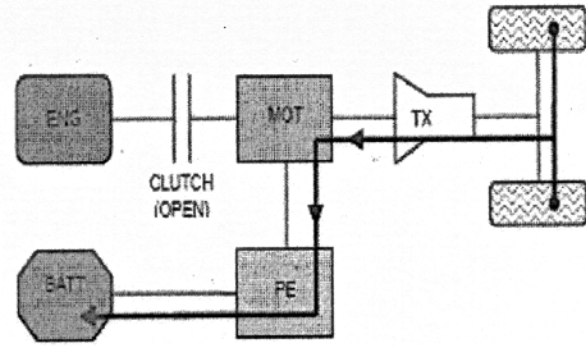 ENG
MOT
TX
CLUTCH
(OPEN)
BATT
PE